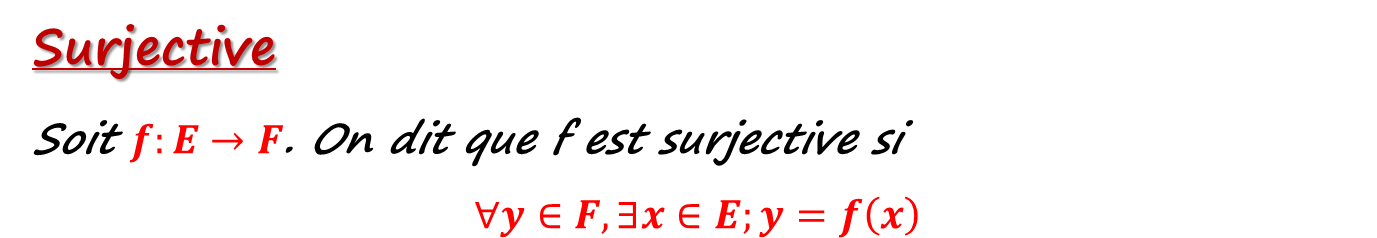 Surjective
Soit f: E → F. On dit que f est surjective si
∀y ∈ F, ∃x ∈ E; y = f(x)